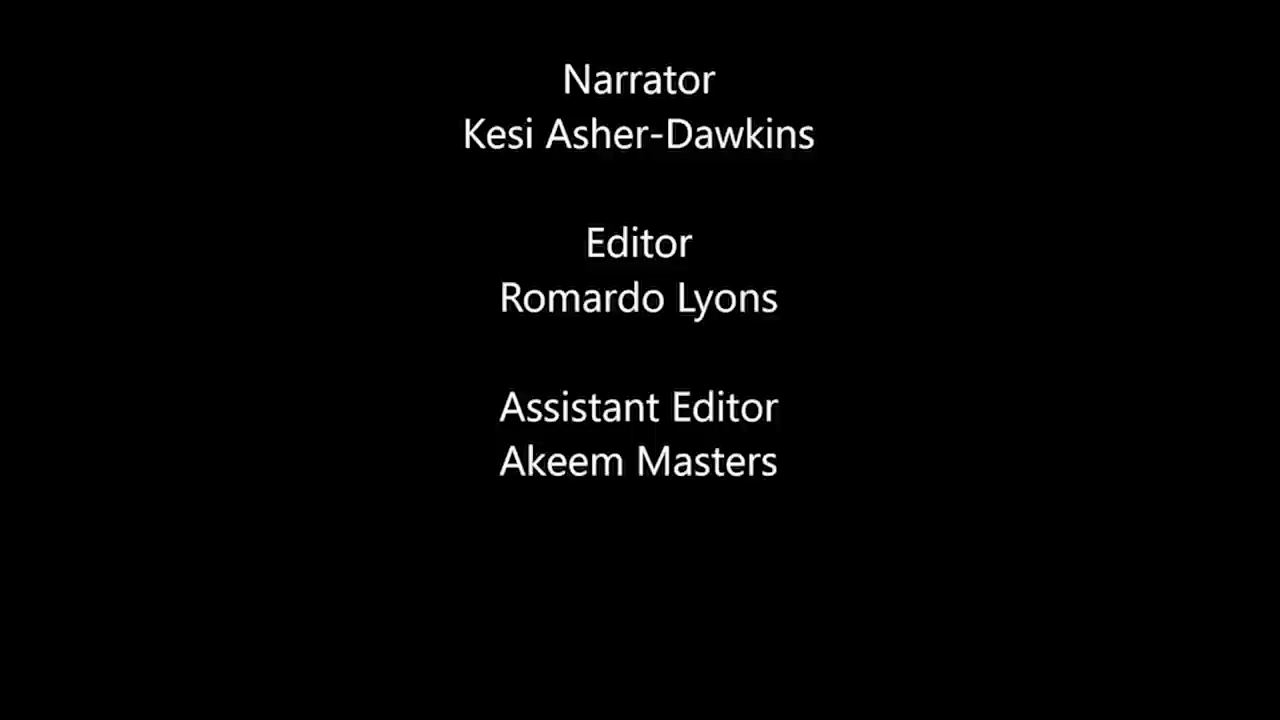 Narrator
Kesi Asher-Dawkins
Editor
Romardo Lyons
Assistant Editor
Akeem Masters